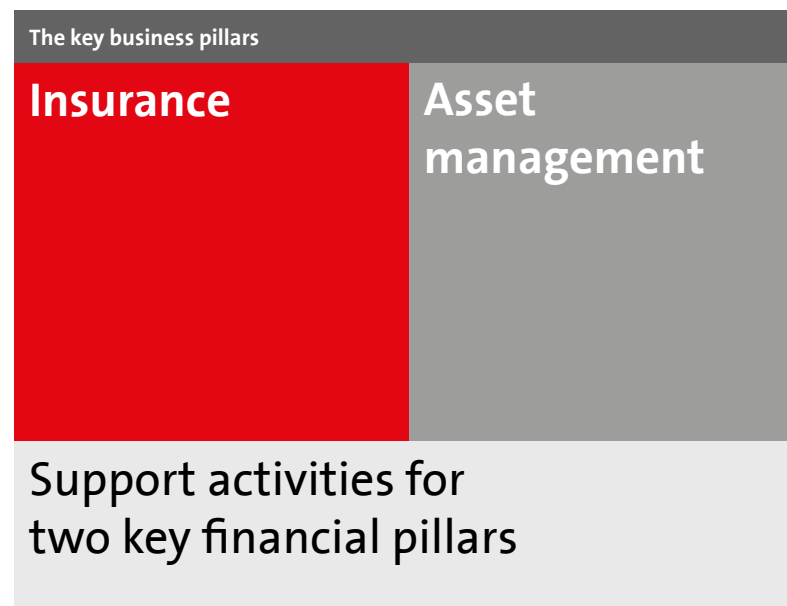 The key business pillars
Insurance
Asset
management
Support activities for
two key financial pillars